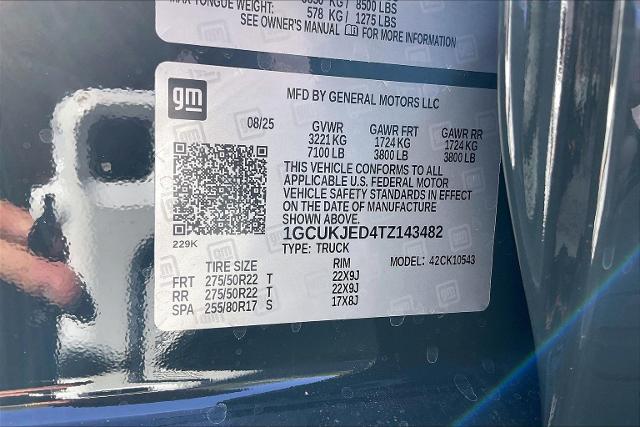 MAX TONGUE WEIGHT: 578 KG / 1275 LBS
KG / 8500 LBS
SEE OWNER'S MANUAL FOR MORE INFORMATION
gm
MFD BY GENERAL MOTORS LLC
08/25 GVWR GAWR FRT GAWR RR
3221 KG 1724 KG 1724 KG
7100 LB 3800 LB 3800 LB
THIS VEHICLE CONFORMS TO ALL
APPLICABLE U.S. FEDERAL MOTOR
VEHICLE SAFETY STANDARDS IN EFFECT
ON THE DATE OF MANUFACTURE
SHOWN ABOVE.
229K
1GCUKJED4TZ143482
TYPE: TRUCK
TIRE SIZE RIM MODEL: 42CK10543
FRT 275/50R22 T 22X9J
RR 275/50R22 T 22X9J
SPA 255/80R17 S 17X8J